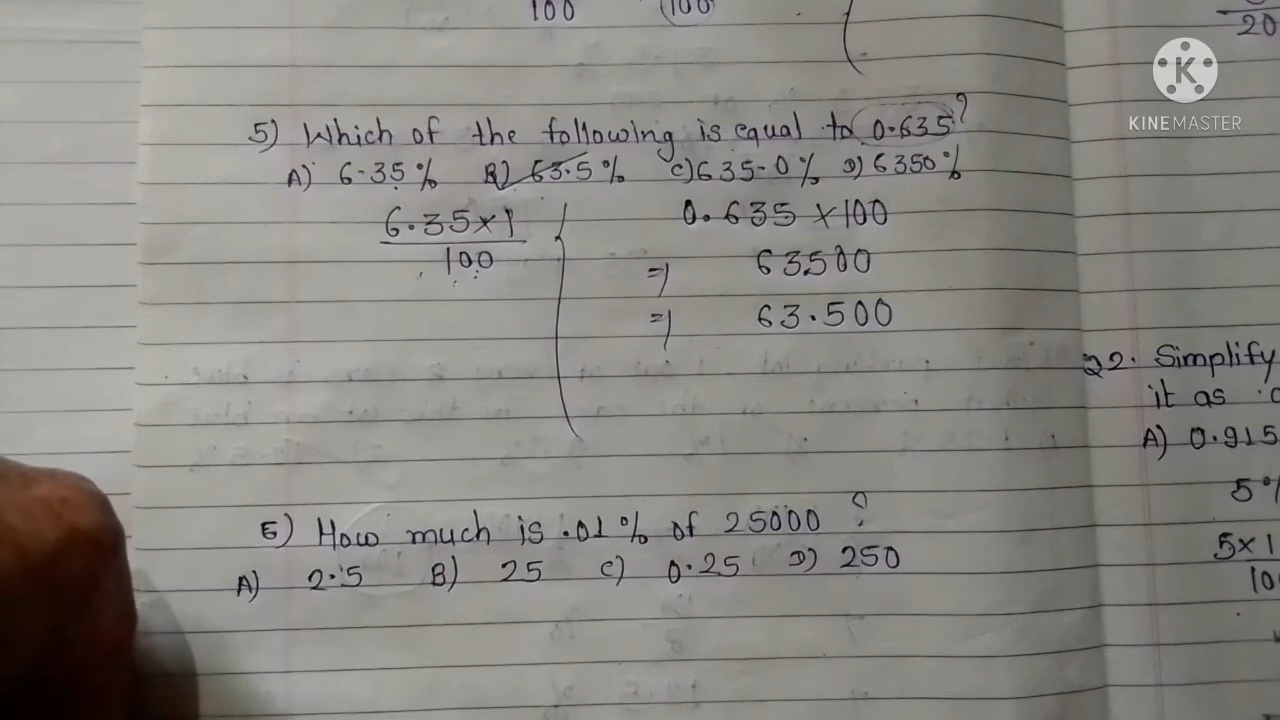 100 (100
20
K
KINEMASTER
5) Which of the following is equal to 0.635?
A) 6.35% B) 63.5% C) 635.0% D) 6350%
6.35×1
100
0.635 ×100
=) 63500
=) 63.500
Q2. Simplify
it as
A) 0.915
5%
5×1
10
6) How much is .01% of 25000 ?
A) 2.5 B) 25 C) 0.25 D) 250